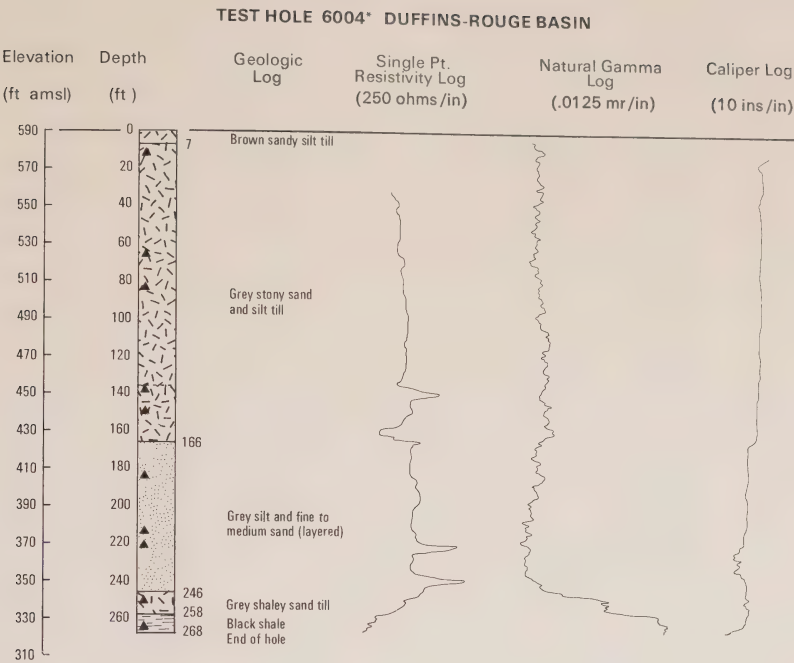 TEST HOLE 6004* DUFFINS-ROUGE BASIN
Elevation
(ft amsl)
Depth
(ft )
Geologic
Log
Single Pt.
Resistivity Log
(250 ohms/in)
Natural Gamma
Log
(.0125 mr/in)
Caliper Log
(10 ins/in)
590
570
550
530
510
490
470
450
430
410
390
370
350
330
310
0
20
40
60
80
100
120
140
160
180
200
220
240
260
7
166
246
258
268
Brown sandy silt till
Grey stony sand
and silt till
Grey silt and fine to
medium sand (layered)
Grey shaley sand till
Black shale
End of hole